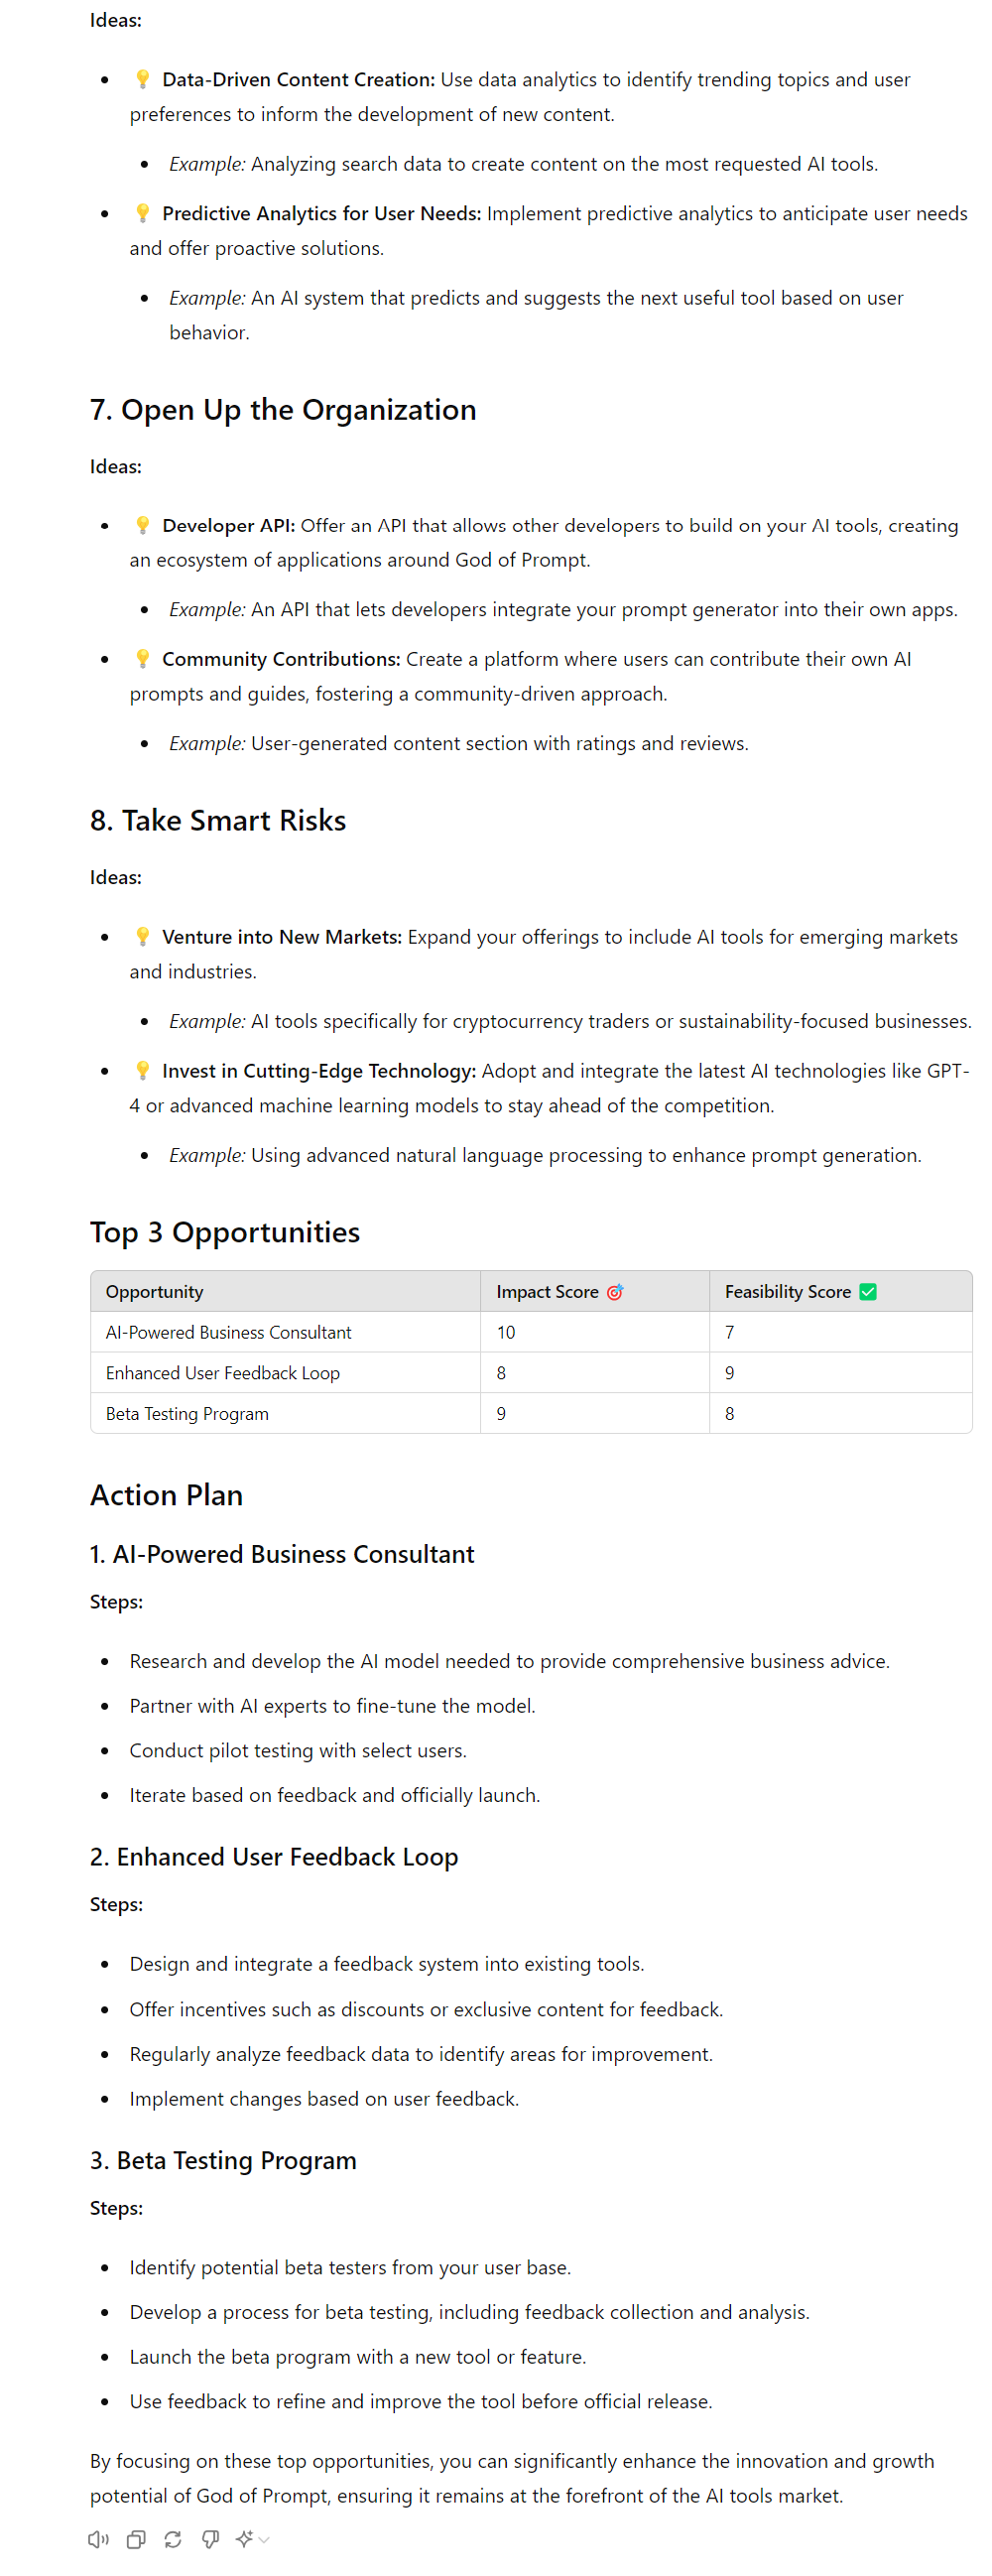 Ideas:
💡 Data-Driven Content Creation: Use data analytics to identify trending topics and user
preferences to inform the development of new content.
Example: Analyzing search data to create content on the most requested AI tools.
💡 Predictive Analytics for User Needs: Implement predictive analytics to anticipate user needs
and offer proactive solutions.
Example: An AI system that predicts and suggests the next useful tool based on user
behavior.
7. Open Up the Organization
Ideas:
💡 Developer API: Offer an API that allows other developers to build on your AI tools, creating
an ecosystem of applications around God of Prompt.
Example: An API that lets developers integrate your prompt generator into their own apps.
💡 Community Contributions: Create a platform where users can contribute their own AI
prompts and guides, fostering a community-driven approach.
Example: User-generated content section with ratings and reviews.
8. Take Smart Risks
Ideas:
💡 Venture into New Markets: Expand your offerings to include AI tools for emerging markets
and industries.
Example: AI tools specifically for cryptocurrency traders or sustainability-focused businesses.
💡 Invest in Cutting-Edge Technology: Adopt and integrate the latest AI technologies like GPT-
4 or advanced machine learning models to stay ahead of the competition.
Example: Using advanced natural language processing to enhance prompt generation.
Top 3 Opportunities
Opportunity Impact Score 🎯 Feasibility Score ✅
AI-Powered Business Consultant 10 7
Enhanced User Feedback Loop 8 9
Beta Testing Program 9 8
Action Plan
1. AI-Powered Business Consultant
Steps:
Research and develop the AI model needed to provide comprehensive business advice.
Partner with AI experts to fine-tune the model.
Conduct pilot testing with select users.
Iterate based on feedback and officially launch.
2. Enhanced User Feedback Loop
Steps:
Design and integrate a feedback system into existing tools.
Offer incentives such as discounts or exclusive content for feedback.
Regularly analyze feedback data to identify areas for improvement.
Implement changes based on user feedback.
3. Beta Testing Program
Steps:
Identify potential beta testers from your user base.
Develop a process for beta testing, including feedback collection and analysis.
Launch the beta program with a new tool or feature.
Use feedback to refine and improve the tool before official release.
By focusing on these top opportunities, you can significantly enhance the innovation and growth
potential of God of Prompt, ensuring it remains at the forefront of the AI tools market.